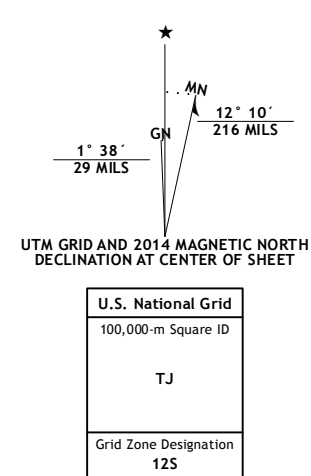 ★
MN
GN
12° 10´
216 MILS
1° 38´
29 MILS
UTM GRID AND 2014 MAGNETIC NORTH
DECLINATION AT CENTER OF SHEET
U.S. National Grid
100,000-m Square ID
TJ
Grid Zone Designation
12S